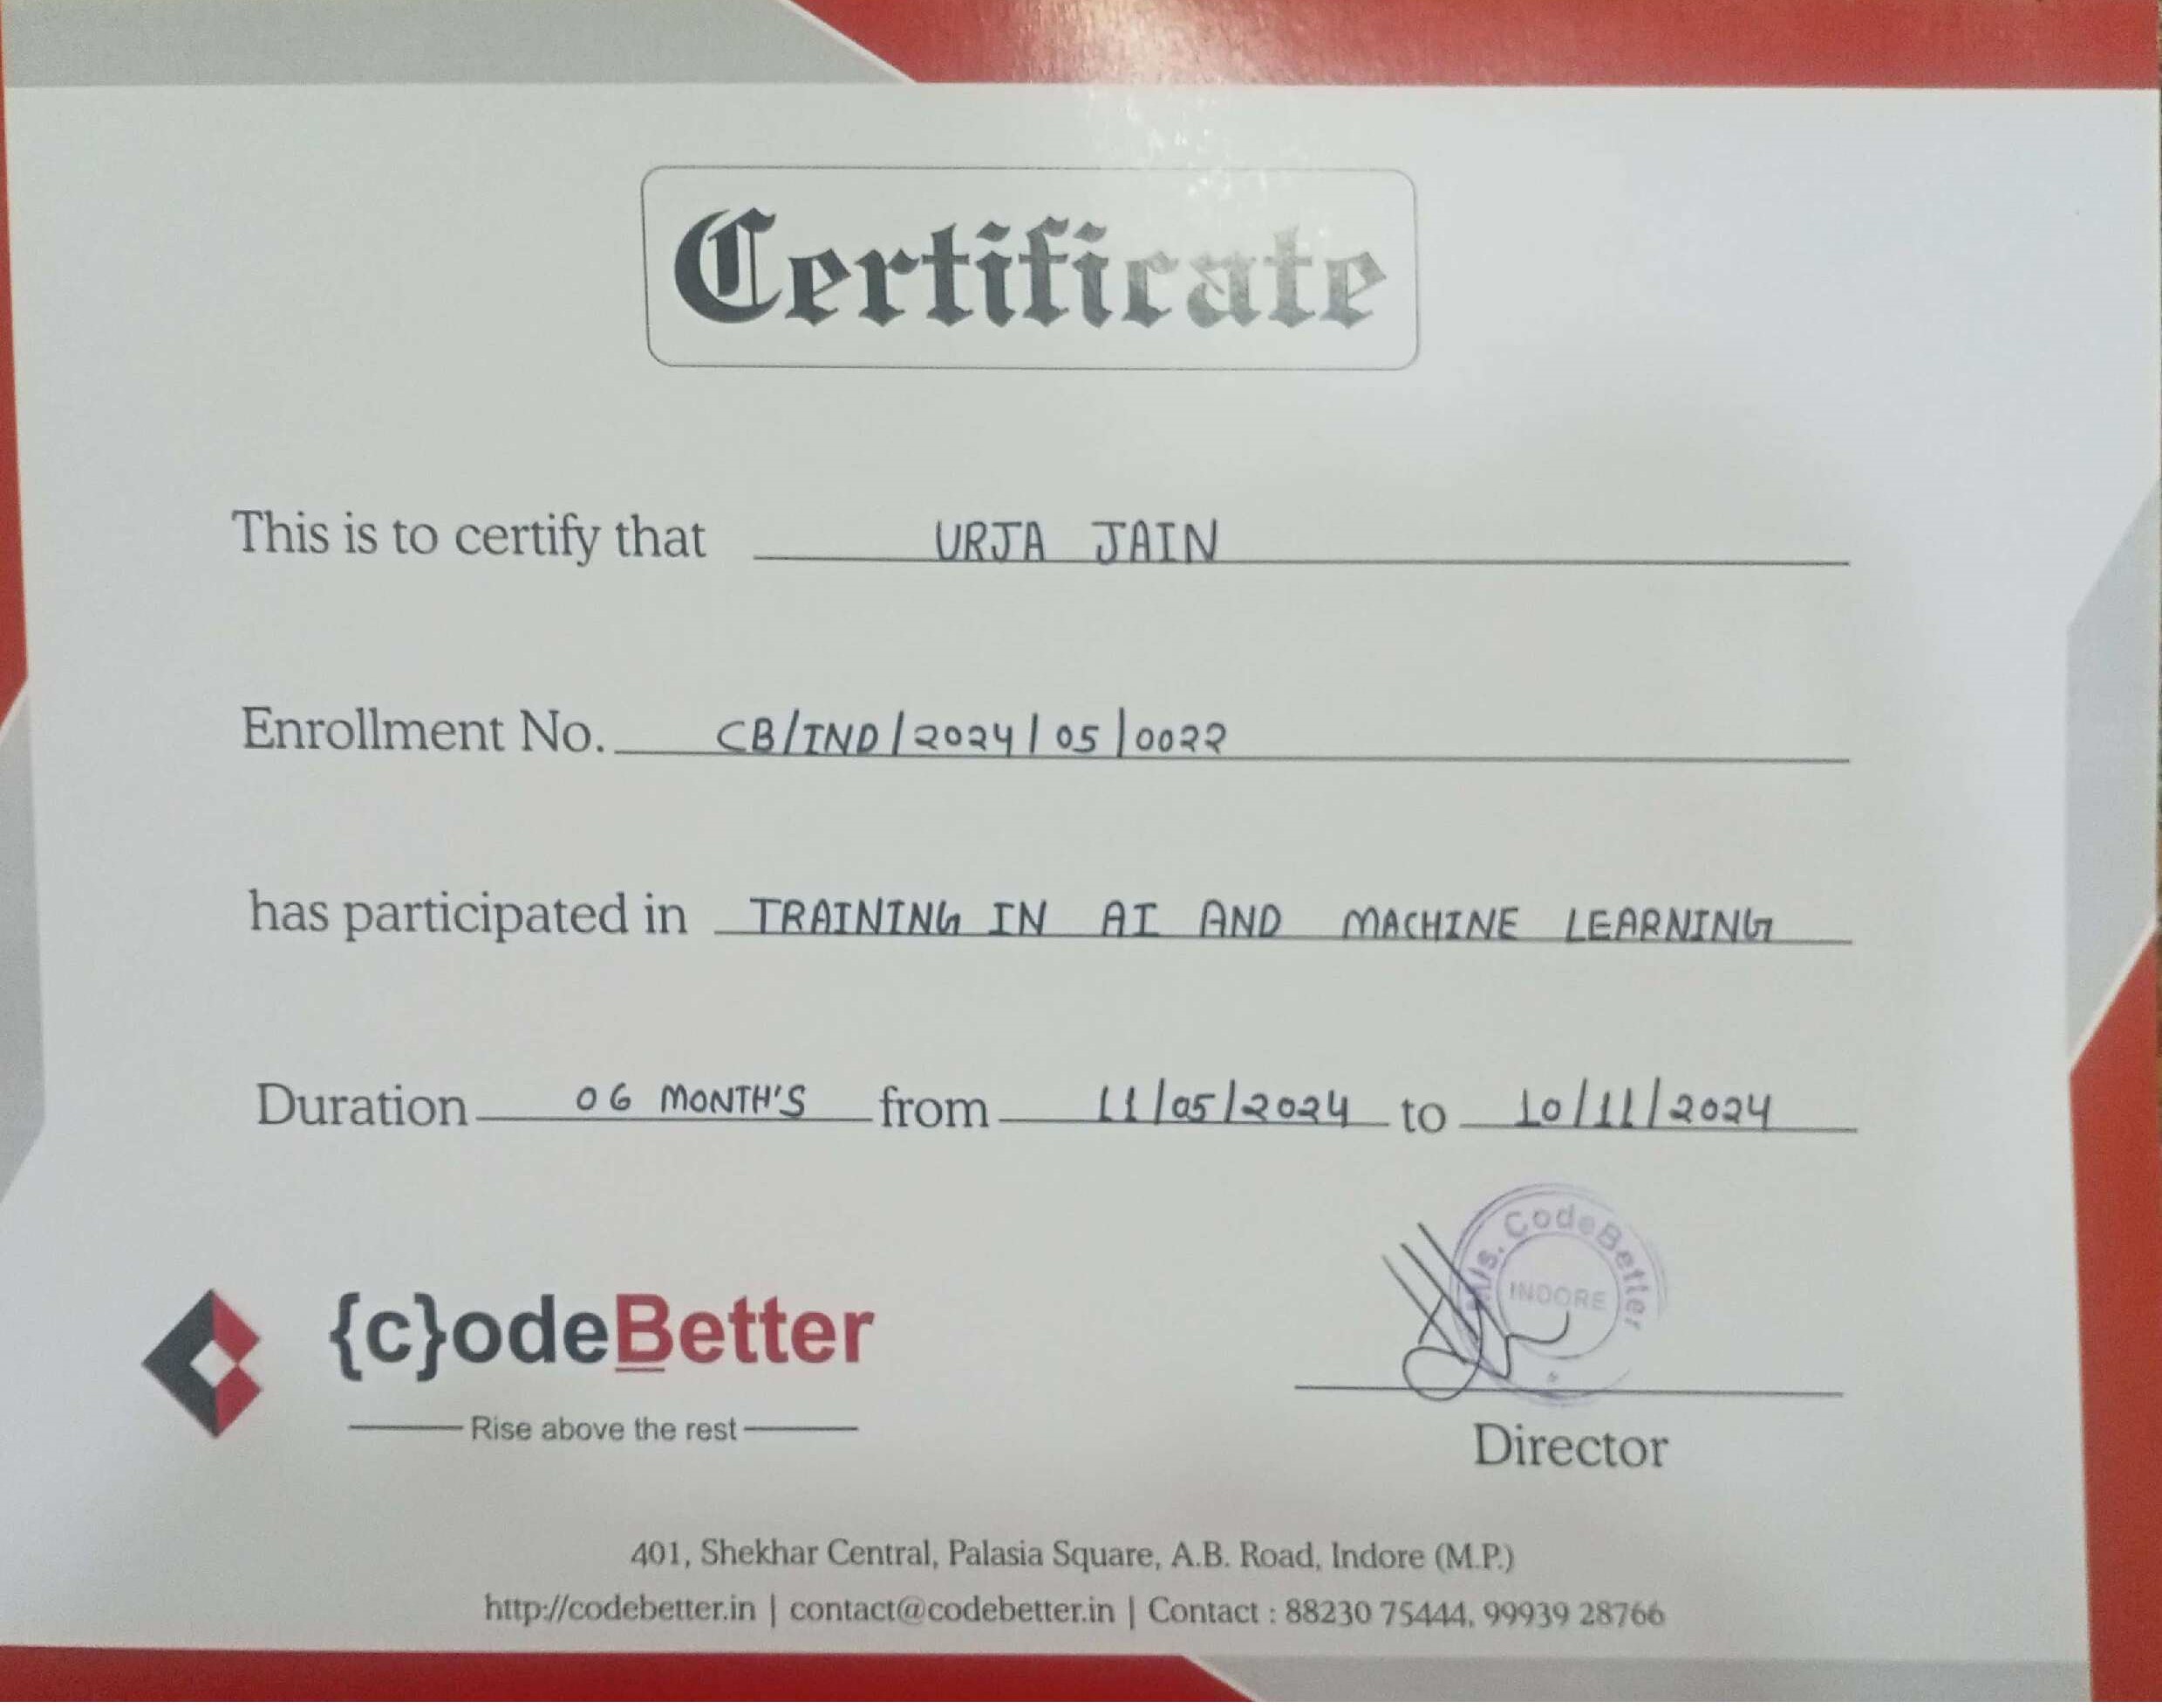 Certificate
This is to certify that URJA JAIN
Enrollment No. CB/IND/2024/05/0022
has participated in TRAINING IN AI AND MACHINE LEARNING
Duration 06 MONTH'S from 11/05/2024 to 10/11/2024
M/s. CodeBetter
INDORE
{c}odeBetter
Rise above the rest
Director
401, Shekhar Central, Palasia Square, A.B. Road, Indore (M.P.)
http://codebetter.in | contact@codebetter.in | Contact : 88230 75444, 99939 28766